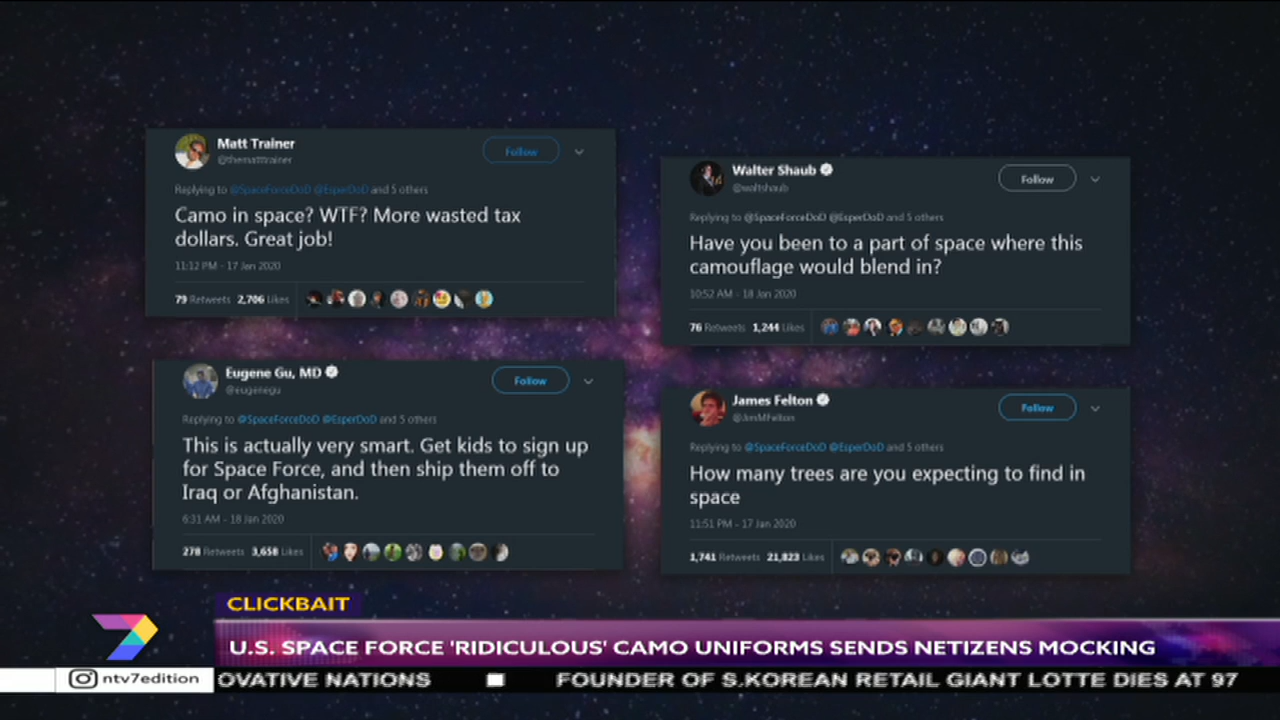 Matt Trainer
@thematttrainer
Follow
Replying to @SpaceForceDoD @EsperDoD and 5 others
Camo in space? WTF? More wasted tax
dollars. Great job!
11:12 PM - 17 Jan 2020
79 Retweets 2,706 Likes
Walter Shaub
@waltshaub
Follow
Replying to @SpaceForceDoD @EsperDoD and 5 others
Have you been to a part of space where this
camouflage would blend in?
10:52 AM - 18 Jan 2020
76 Retweets 1,244 Likes
Eugene Gu, MD
@eugenegu
Follow
Replying to @SpaceForceDoD @EsperDoD and 5 others
This is actually very smart. Get kids to sign up
for Space Force, and then ship them off to
Iraq or Afghanistan.
6:31 AM - 18 Jan 2020
278 Retweets 3,658 Likes
James Felton
@JimMFelton
Follow
Replying to @SpaceForceDoD @EsperDoD and 5 others
How many trees are you expecting to find in
space
11:51 PM - 17 Jan 2020
1,741 Retweets 21,823 Likes
CLICKBAIT
7
U.S. SPACE FORCE 'RIDICULOUS' CAMO UNIFORMS SENDS NETIZENS MOCKING
ntv7edition
OVATIVE NATIONS FOUNDER OF S.KOREAN RETAIL GIANT LOTTE DIES AT 97